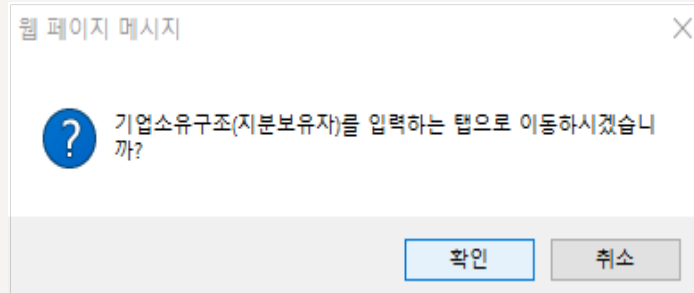 웹 페이지 메시지
기업소유구조(지분보유자)를 입력하는 탭으로 이동하시겠습니
까?
확인
취소